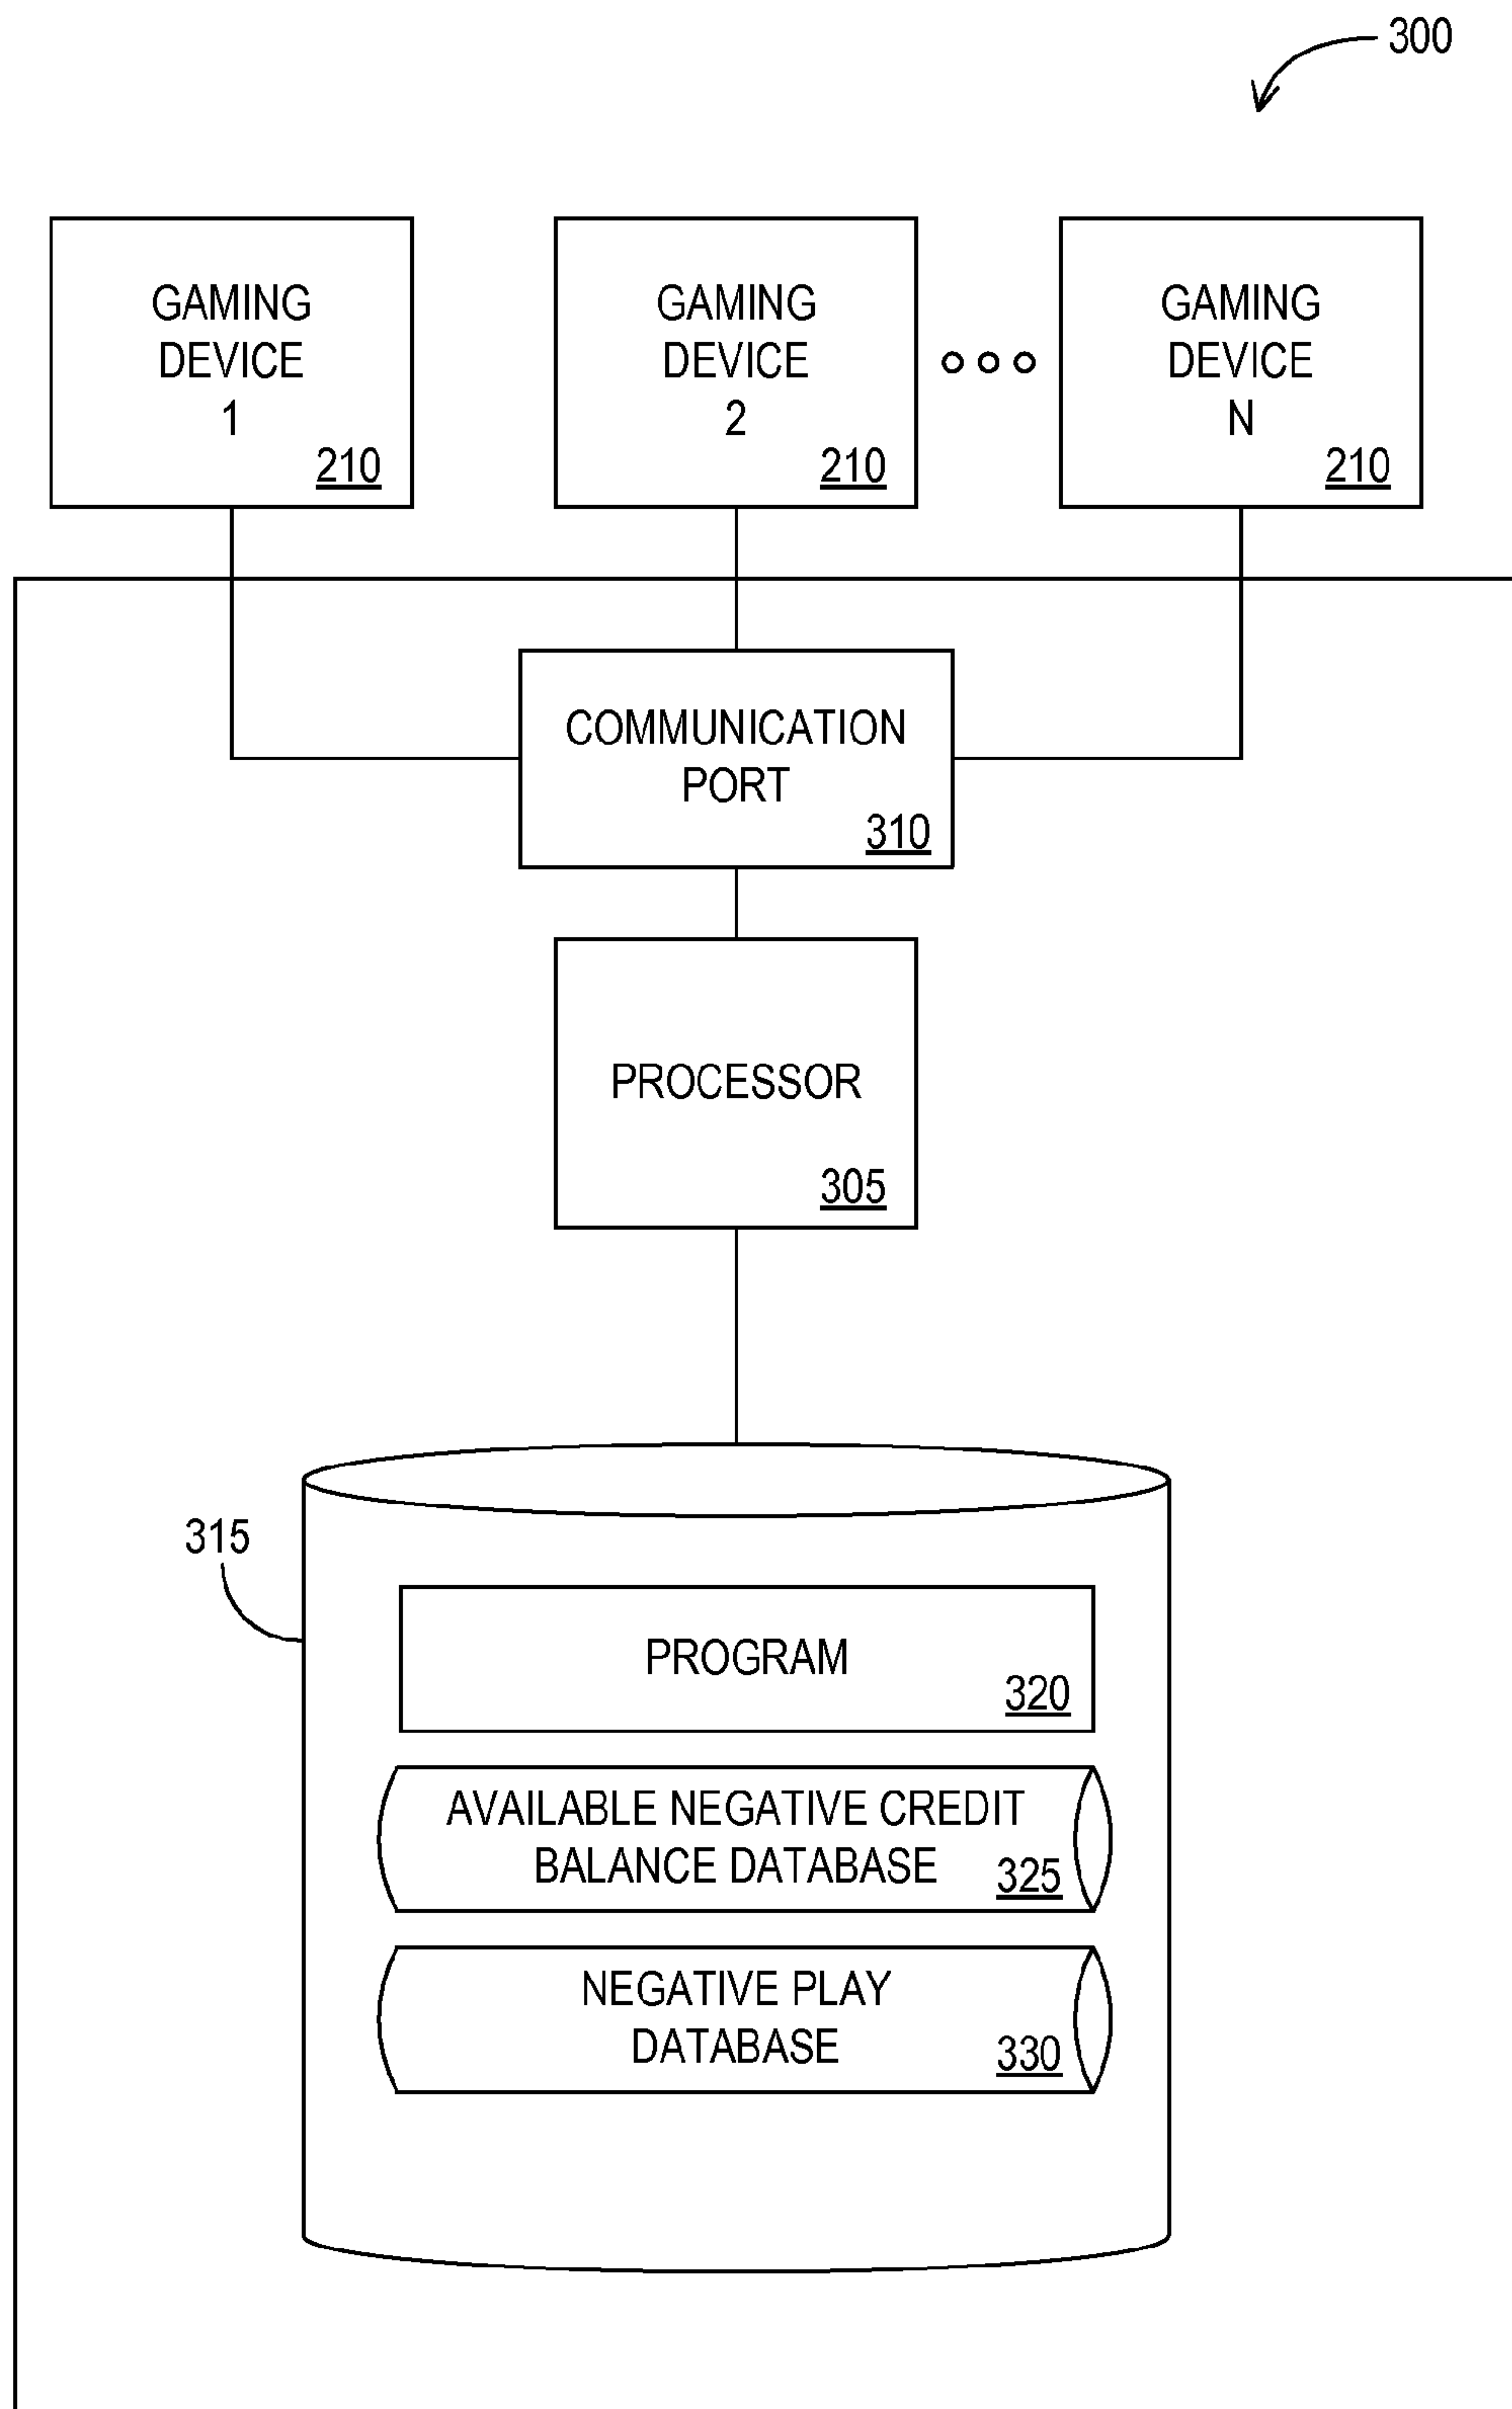 300
GAMING
DEVICE
1
210
GAMING
DEVICE
2
210
GAMING
DEVICE
N
210
COMMUNICATION
PORT
310
PROCESSOR
305
315
PROGRAM
320
AVAILABLE NEGATIVE CREDIT
BALANCE DATABASE
325
NEGATIVE PLAY
DATABASE
330